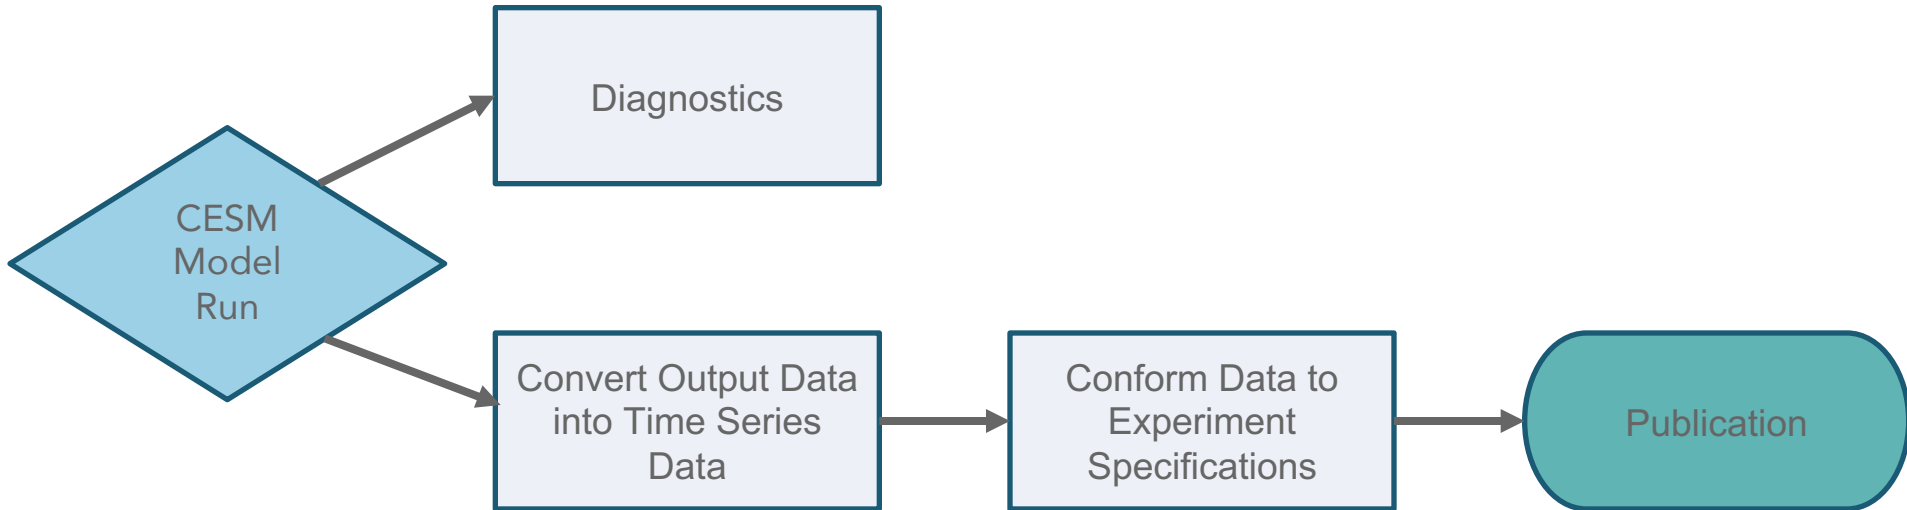 Diagnostics
CESM
Model
Run
Convert Output Data
into Time Series
Data
Conform Data to
Experiment
Specifications
Publication